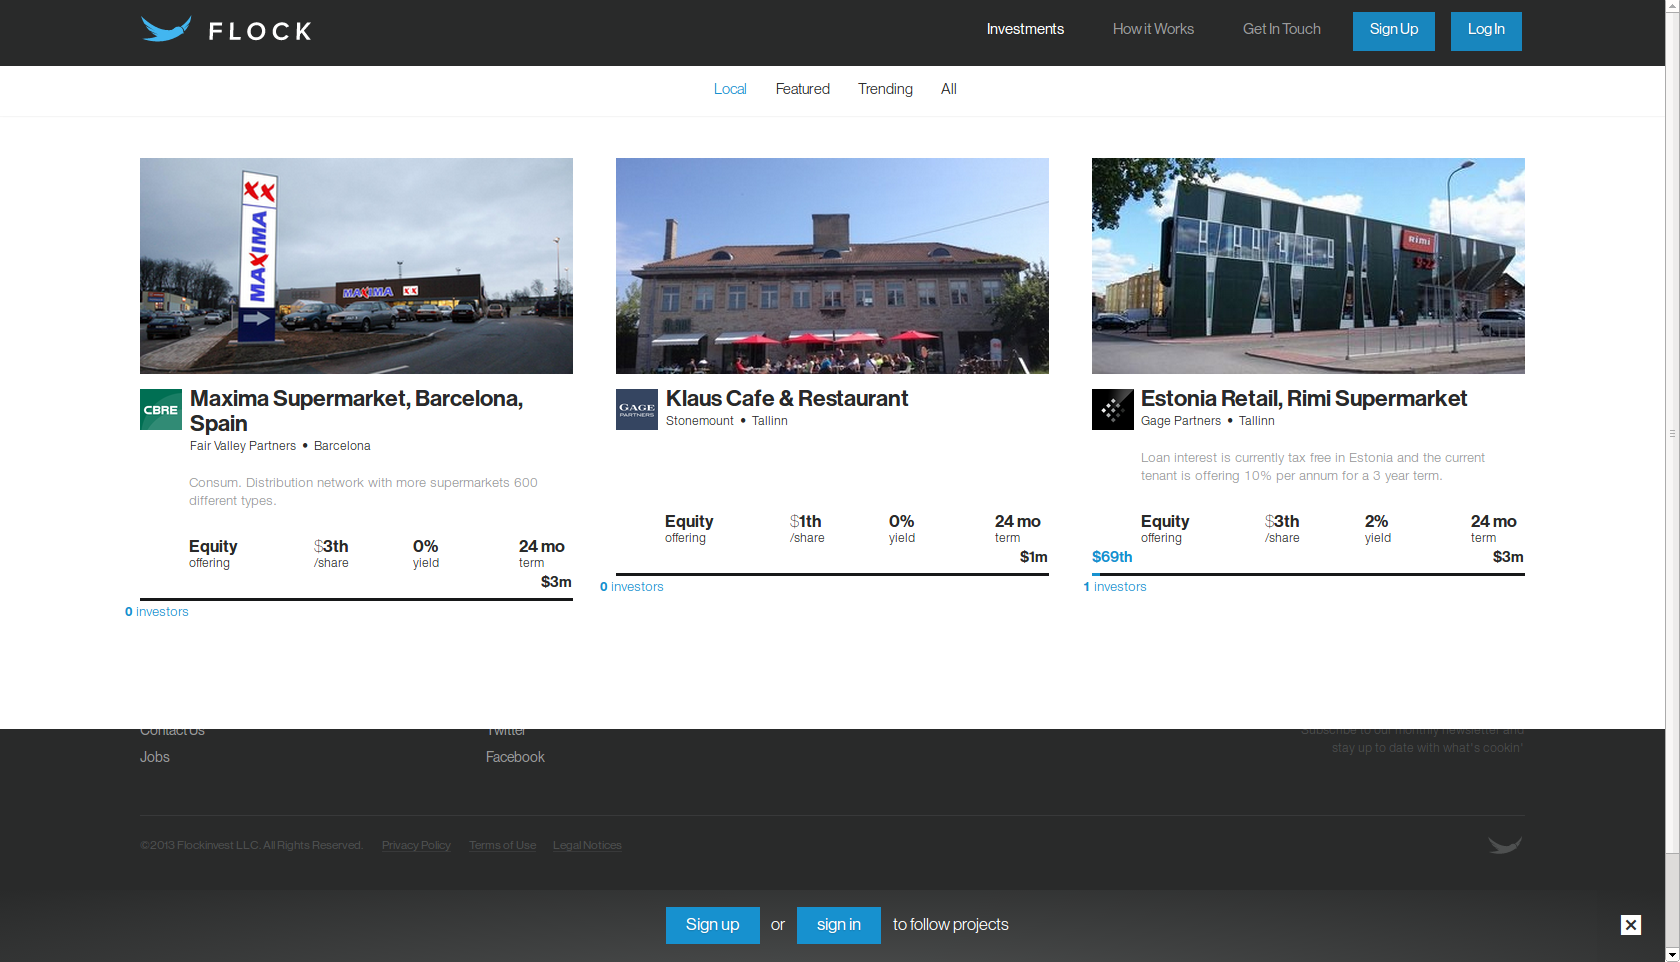 FLOCK
Investments How it Works Get In Touch Sign Up Log In
Local Featured Trending All
XX
MAXIMA
MAXIMA XX
Rimi
9-22
CBRE
Maxima Supermarket, Barcelona,
Spain
Fair Valley Partners • Barcelona
Consum. Distribution network with more supermarkets 600
different types.
Equity $3th 0% 24 mo
offering /share yield term
$3m
0 investors
GAGE
PARTNERS
Klaus Cafe & Restaurant
Stonemount • Tallinn
Equity $1th 0% 24 mo
offering /share yield term
$1m
0 investors
Estonia Retail, Rimi Supermarket
Gage Partners • Tallinn
Loan interest is currently tax free in Estonia and the current
tenant is offering 10% per annum for a 3 year term.
Equity $3th 2% 24 mo
offering /share yield term
$69th $3m
1 investors
Contact Us Twitter Subscribe to our monthly newsletter and
Jobs Facebook stay up to date with what's cookin'
©2013 Flockinvest LLC. All Rights Reserved. Privacy Policy Terms of Use Legal Notices
Sign up or sign in to follow projects